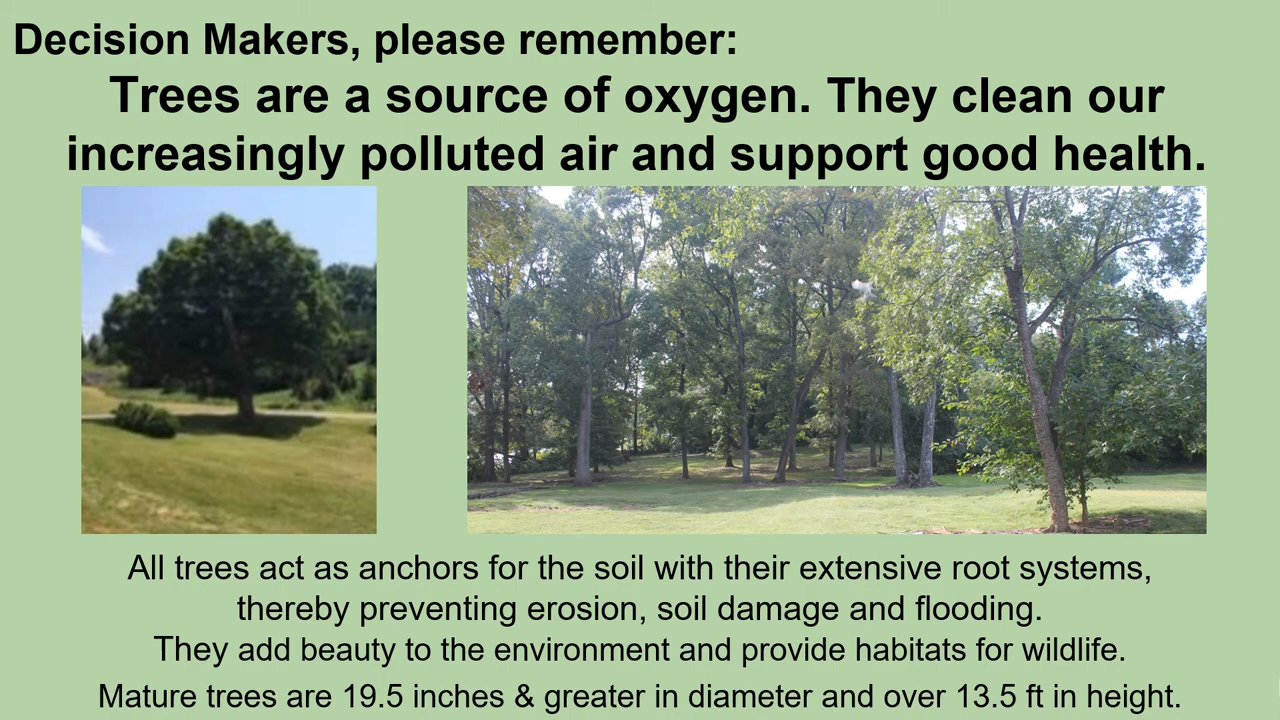 Decision Makers, please remember:
Trees are a source of oxygen. They clean our
increasingly polluted air and support good health.
All trees act as anchors for the soil with their extensive root systems,
thereby preventing erosion, soil damage and flooding.
They add beauty to the environment and provide habitats for wildlife.
Mature trees are 19.5 inches & greater in diameter and over 13.5 ft in height.